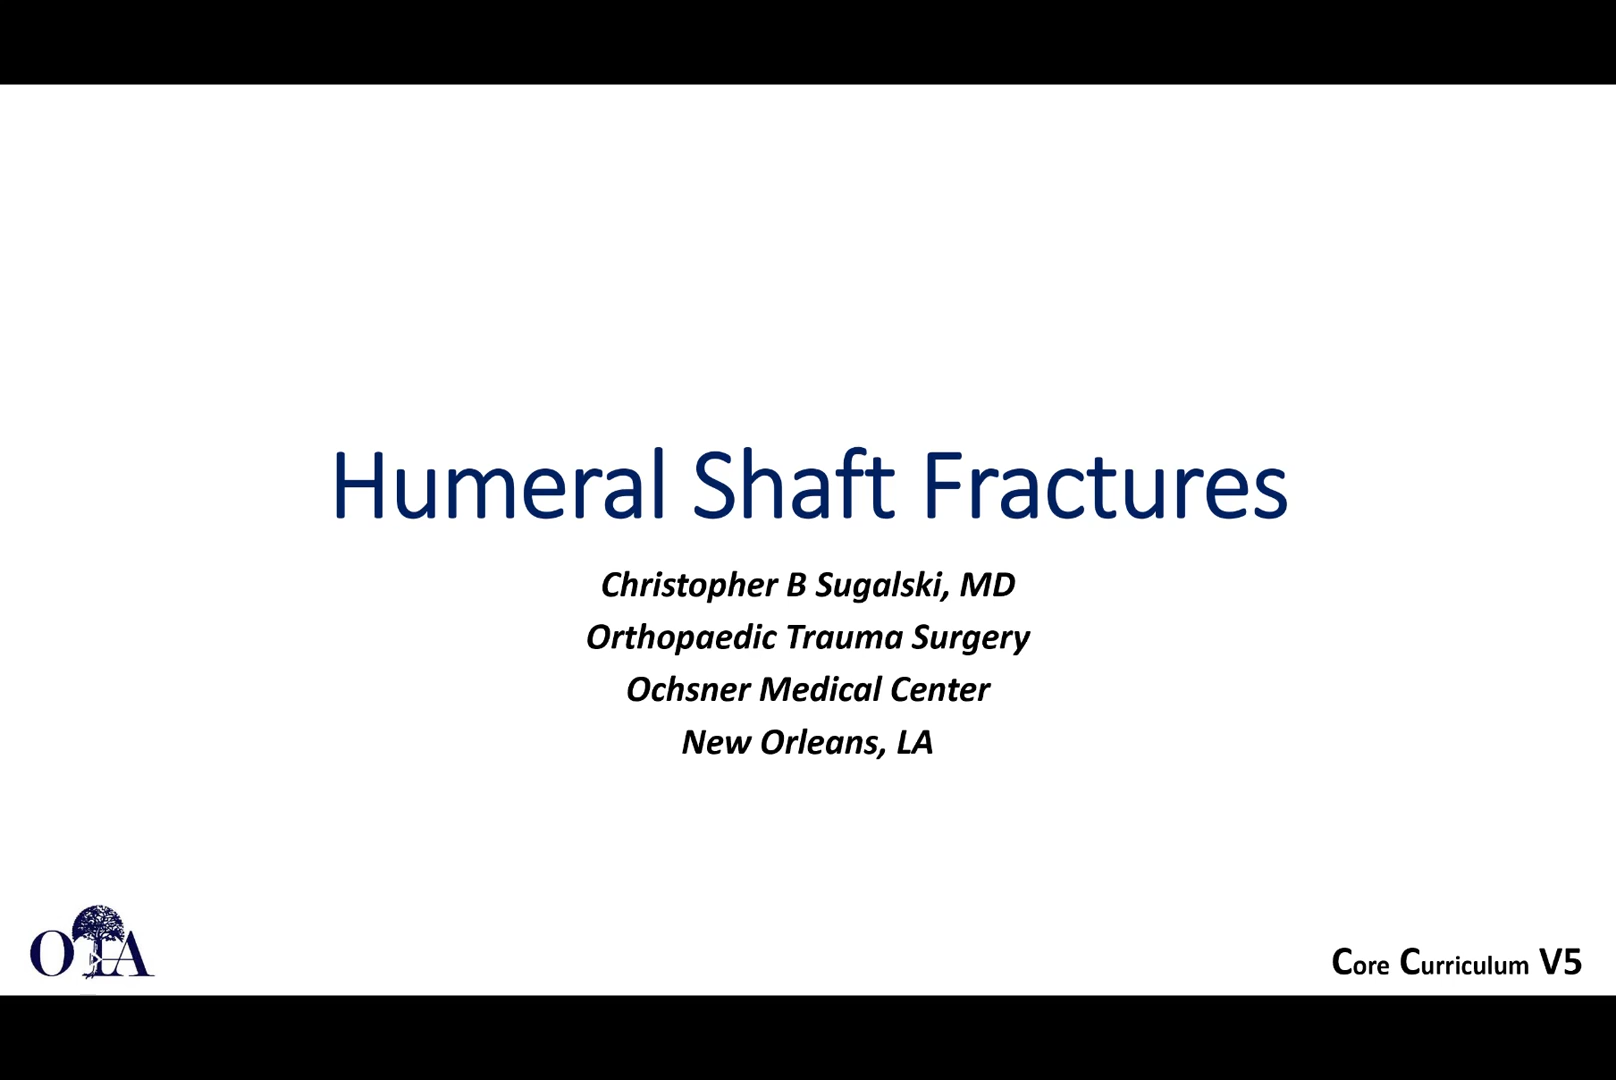 Humeral Shaft Fractures
Christopher B Sugalski, MD
Orthopaedic Trauma Surgery
Ochsner Medical Center
New Orleans, LA
OTA
Core Curriculum V5